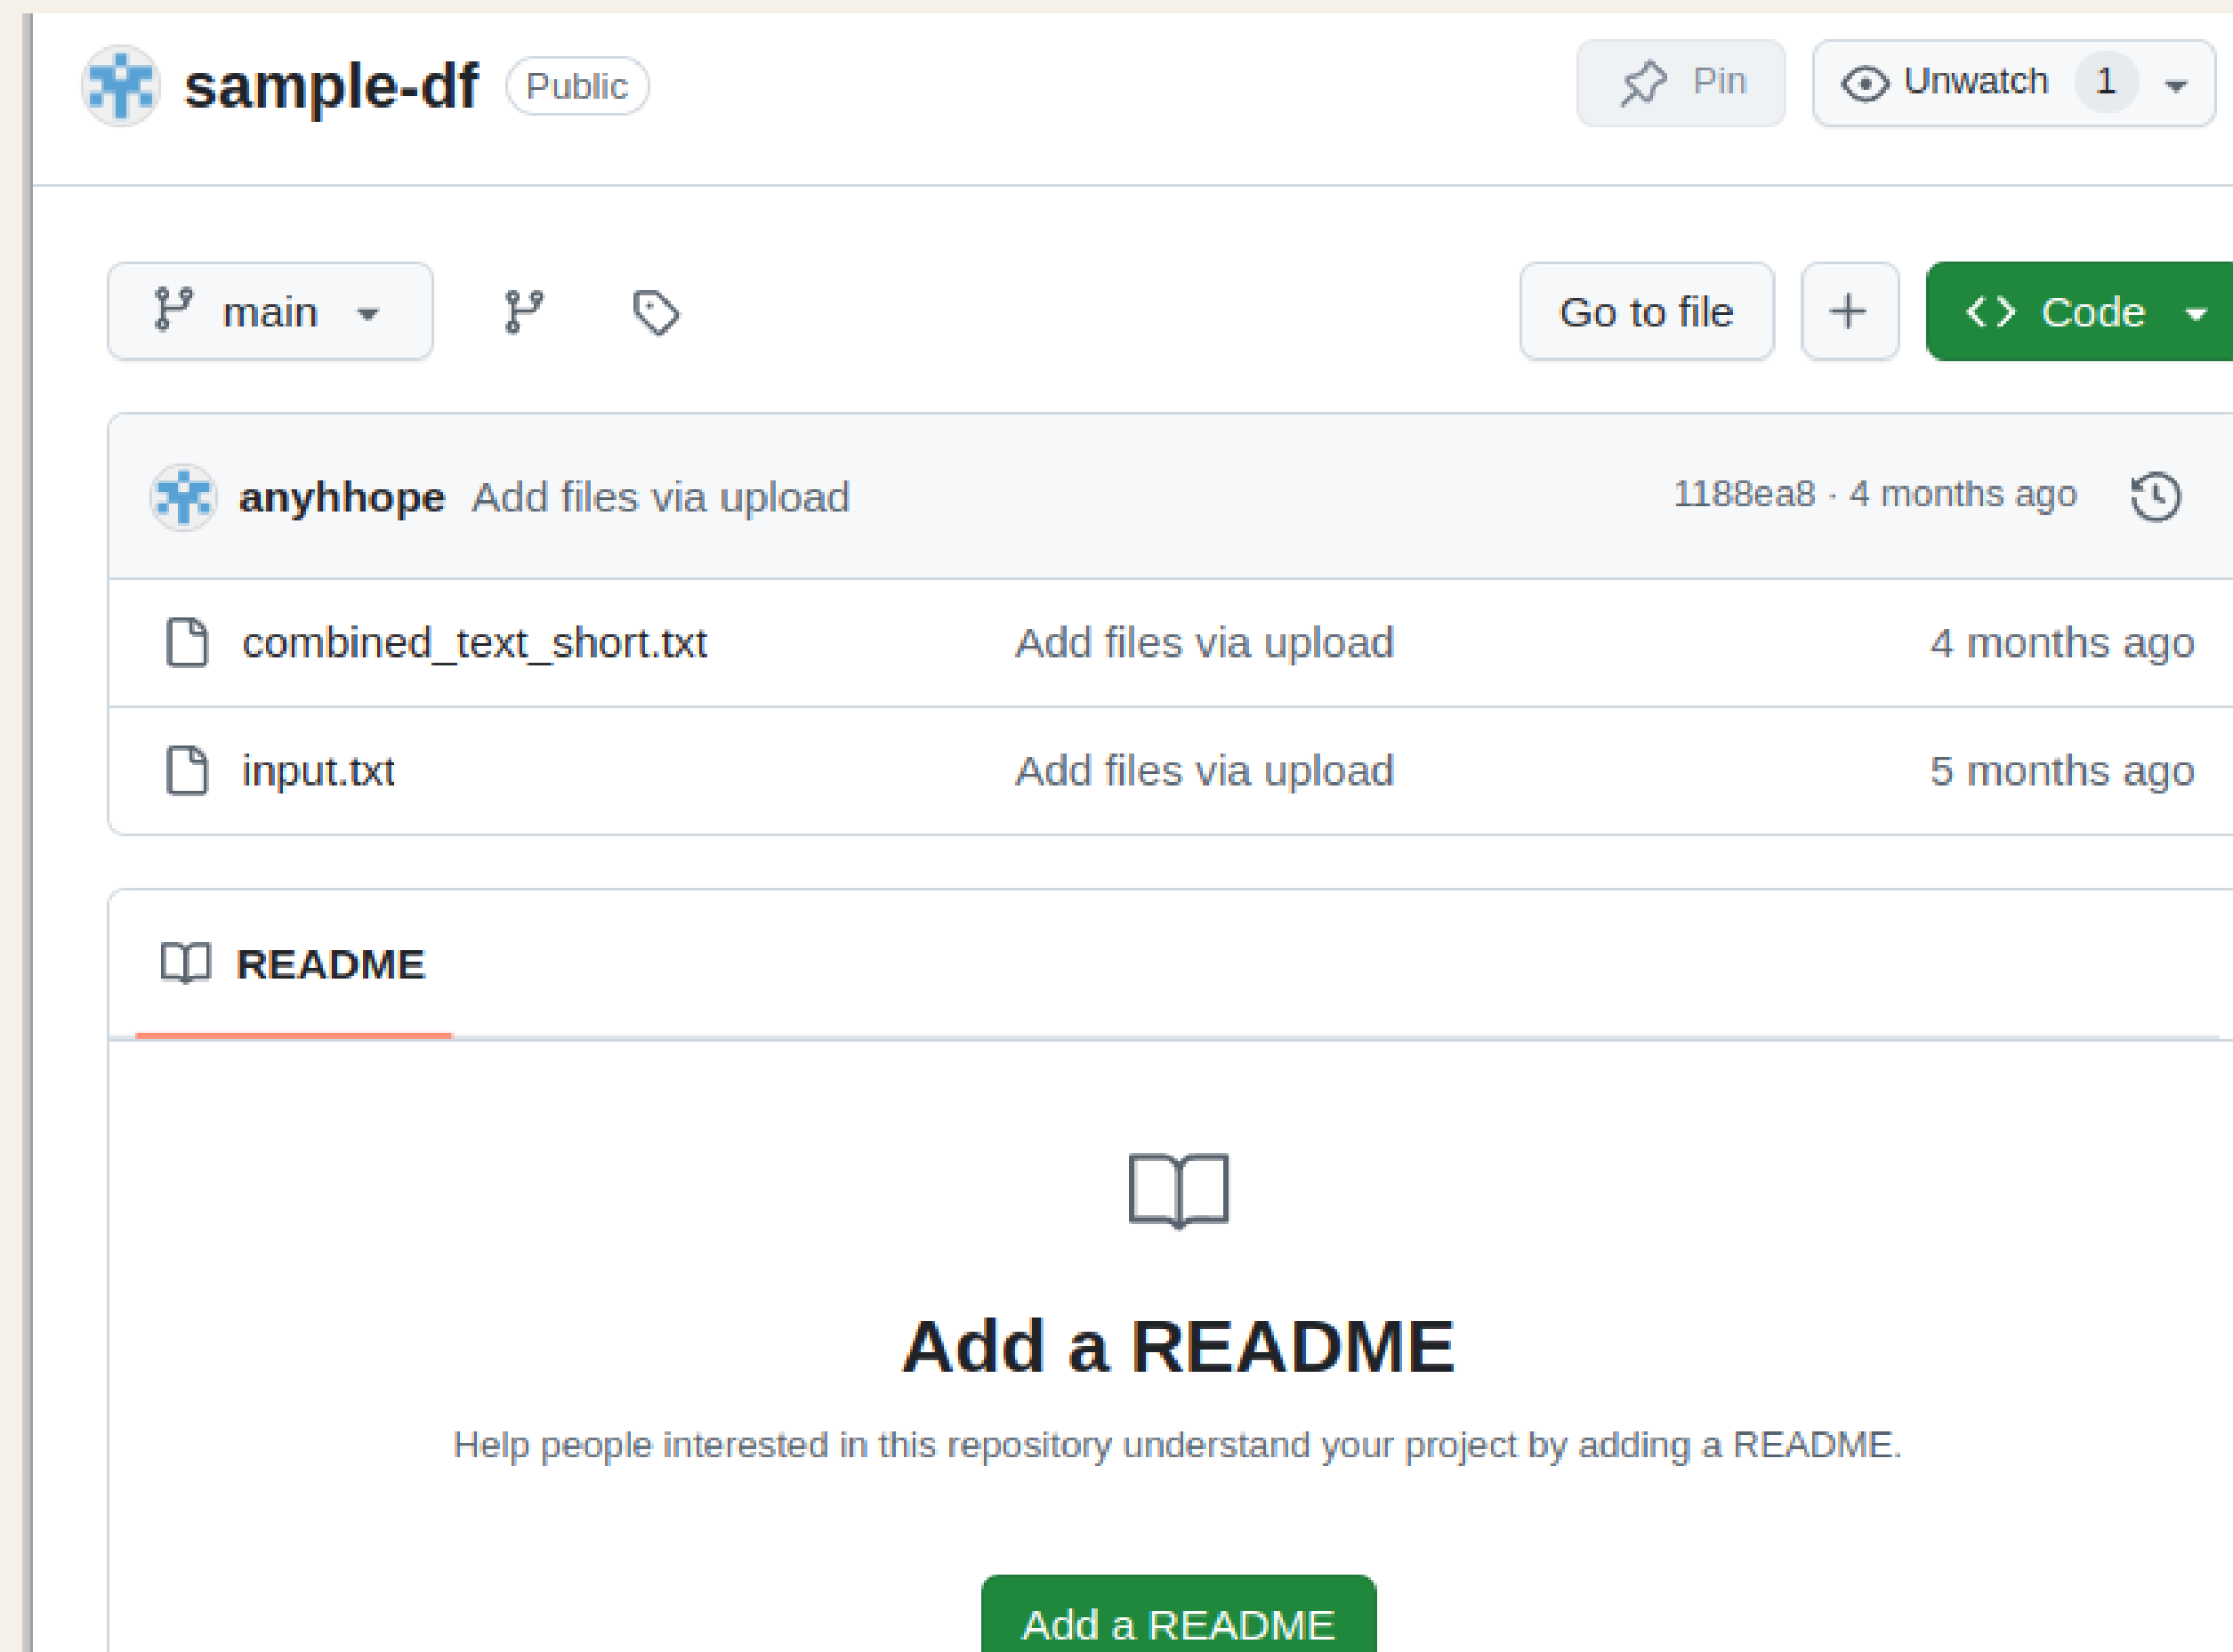 sample-df Public Pin Unwatch 1
main Go to file Code
anyhhope Add files via upload 1188ea8 · 4 months ago
combined_text_short.txt Add files via upload 4 months ago
input.txt Add files via upload 5 months ago
README
Add a README
Help people interested in this repository understand your project by adding a README.
Add a README